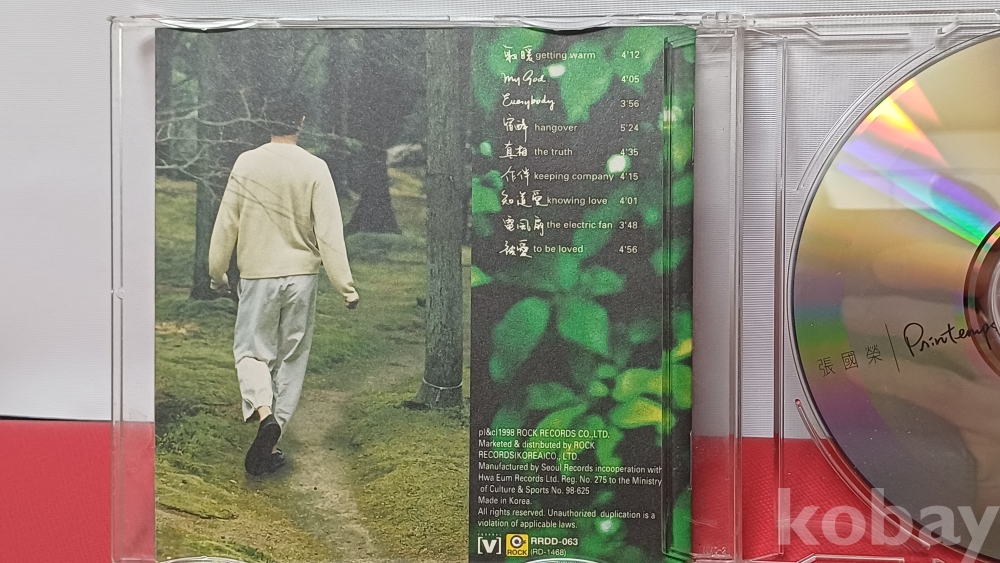 取暖 getting warm 4'12
My God 4'05
Everybody 3'56
宿醉 hangover 5'24
真相 the truth 4'35
作伴 keeping company 4'15
知道愛 knowing love 4'01
電風扇 the electric fan 3'48
被愛 to be loved 4'56
p(&c)1998 ROCK RECORDS CO.,LTD.
Marketed & distributed by ROCK
RECORDS(KOREA)CO., LTD.
Manufactured by Seoul Records incooperation with
Hwa Eum Records Ltd. Reg. No. 275 to the Ministry
of Culture & Sports No. 98-625
Made in Korea.
All rights reserved. Unauthorized duplication is a
violation of applicable laws.
[V] ROCK RRDD-063
(RD-1468)
張國榮 Printemps
kobay